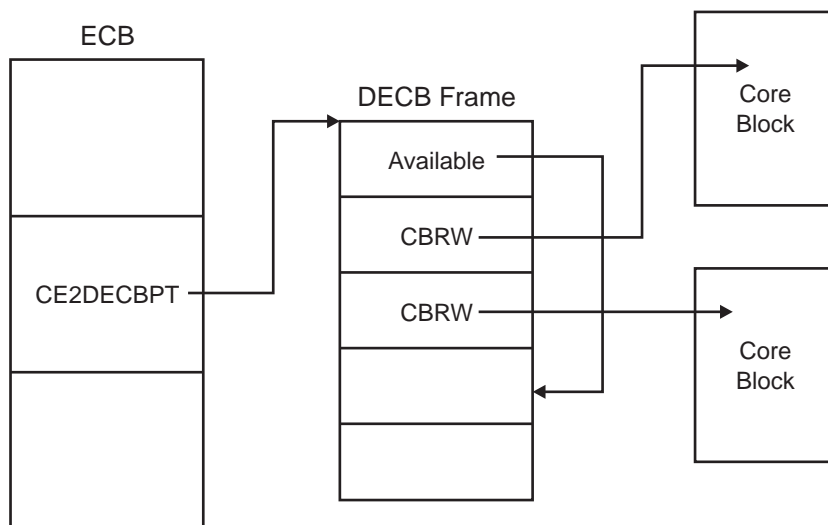 ECB
CE2DECBPT
DECB Frame
Available
CBRW
CBRW
Core
Block
Core
Block